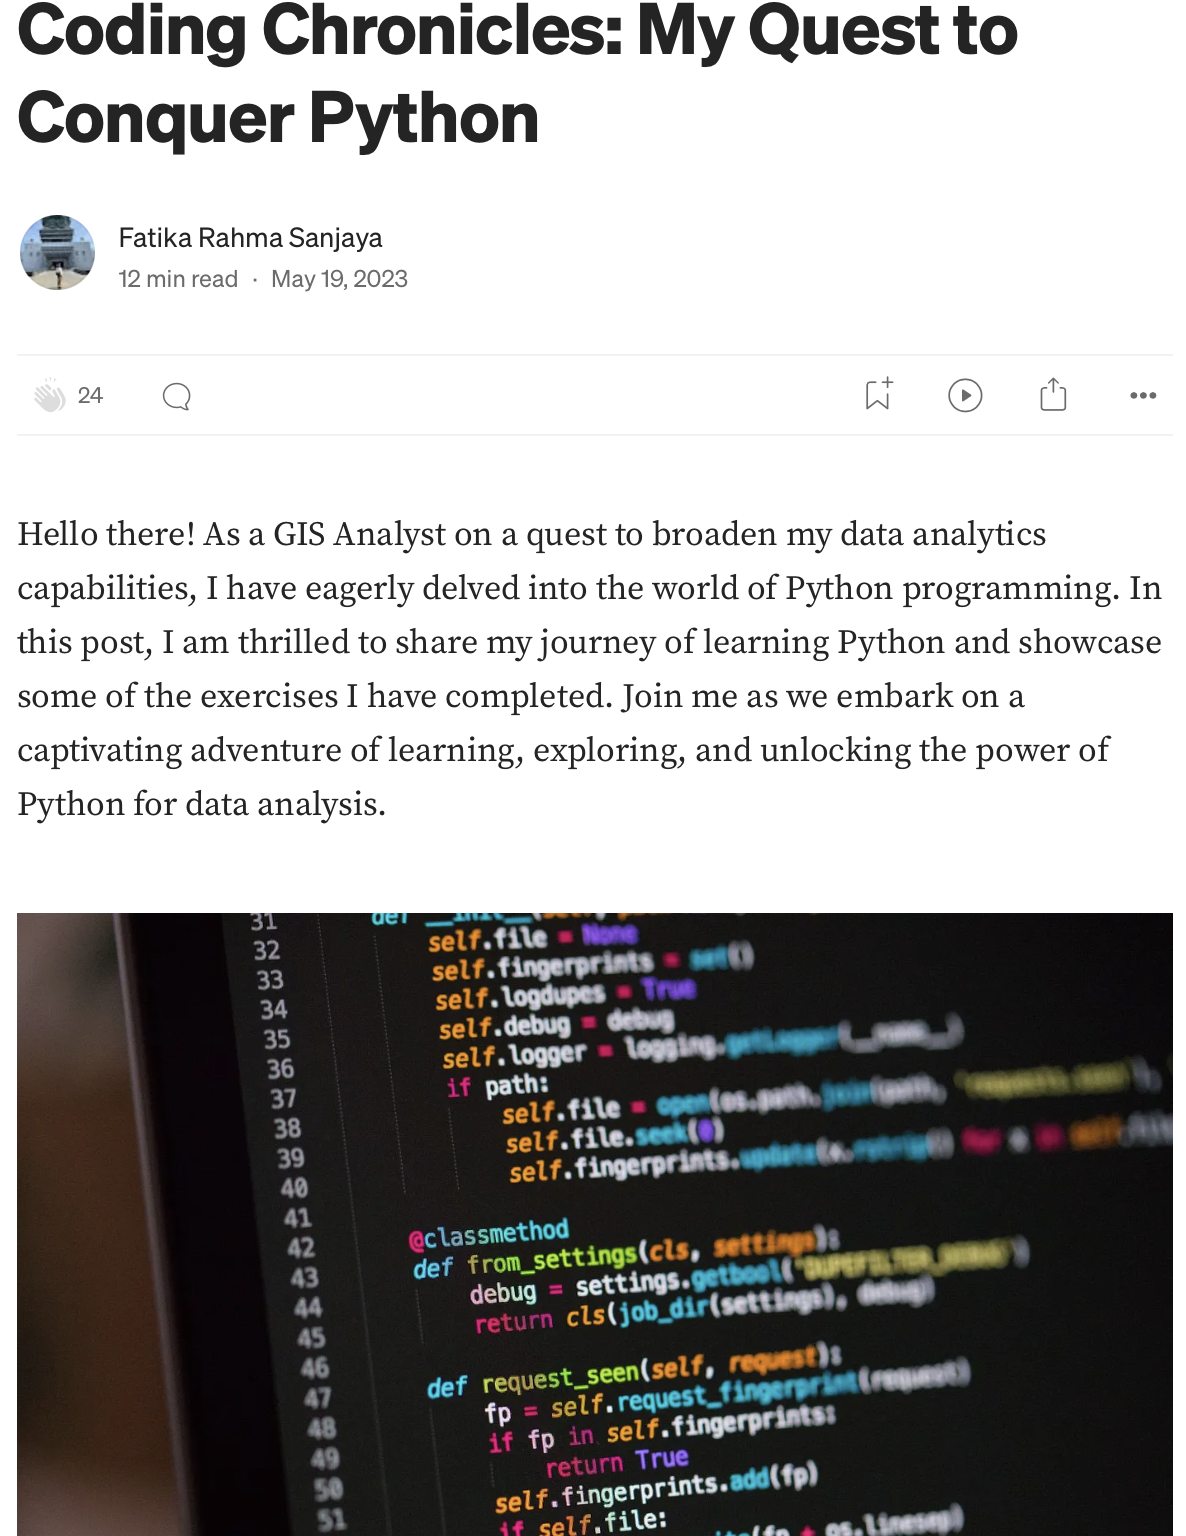 Coding Chronicles: My Quest to
Conquer Python
Fatika Rahma Sanjaya
12 min read · May 19, 2023
24
Hello there! As a GIS Analyst on a quest to broaden my data analytics
capabilities, I have eagerly delved into the world of Python programming. In
this post, I am thrilled to share my journey of learning Python and showcase
some of the exercises I have completed. Join me as we embark on a
captivating adventure of learning, exploring, and unlocking the power of
Python for data analysis.
31 def __init__(
32 self.file = None
33 self.fingerprints = set()
34 self.logdupes = True
35 self.debug = debug
36 self.logger = logging.getLogger(__name__)
37 if path:
38 self.file = open(os.path.join(path, 'requests.seen'),
39 self.file.seek(0)
40 self.fingerprints.update(x.rstrip() for x in self.file
41
42 @classmethod
43 def from_settings(cls, settings):
44 debug = settings.getbool('DUPEFILTER_DEBUG')
45 return cls(job_dir(settings), debug)
46
47 def request_seen(self, request):
48 fp = self.request_fingerprint(request)
49 if fp in self.fingerprints:
50 return True
51 self.fingerprints.add(fp)
if self.file:
os.linesep)